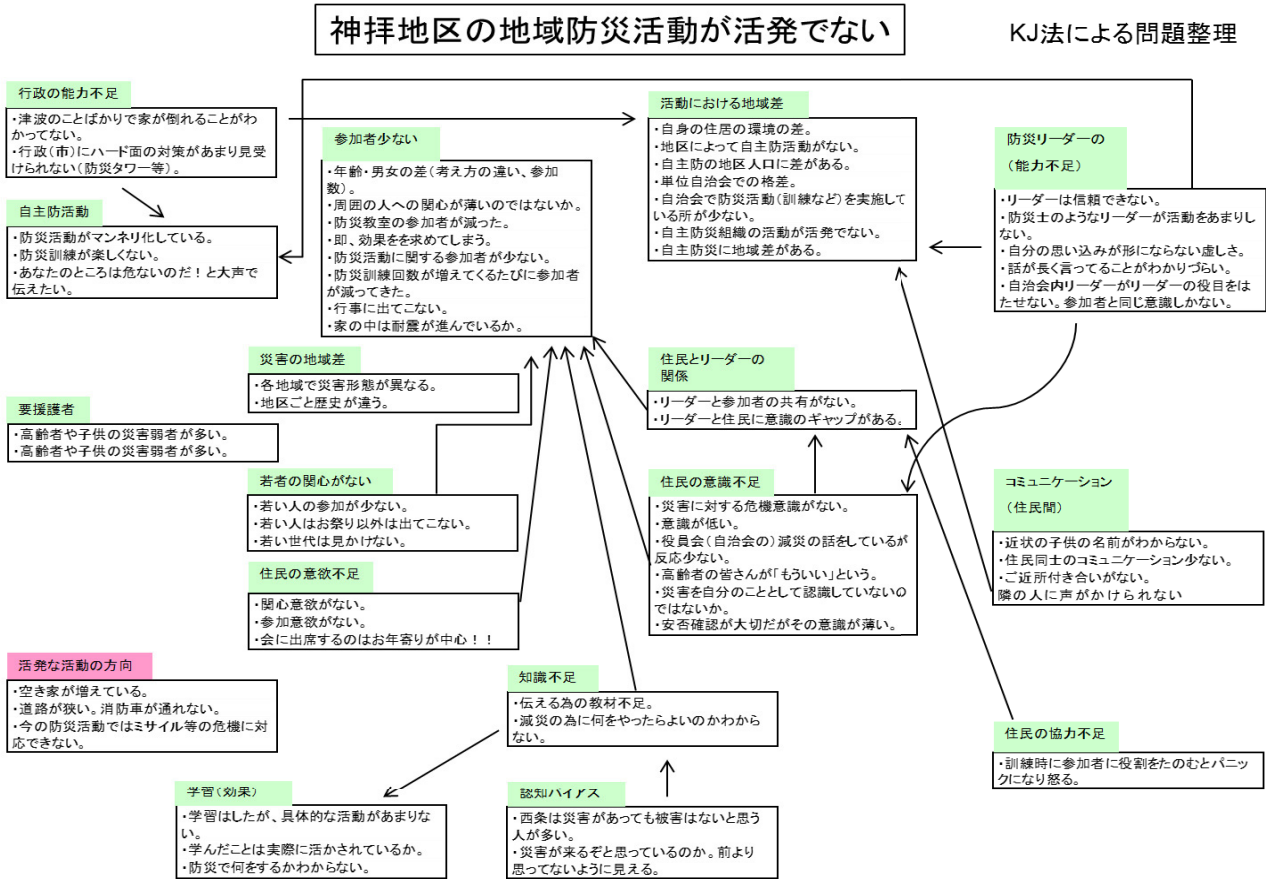 神拝地区の地域防災活動が活発でない
KJ法による問題整理
行政の能力不足
・津波のことばかりで家が倒れることがわ
かってない。
・行政(市)にハード面の対策があまり見受
けられない(防災タワー等)。
自主防活動
・防災活動がマンネリ化している。
・防災訓練が楽しくない。
・あなたのところは危ないのだ!と大声で
伝えたい。
参加者少ない
・年齢・男女の差(考え方の違い、参加
数)。
・周囲の人への関心が薄いのではないか。
・防災教室の参加者が減った。
・即、効果をを求めてしまう。
・防災活動に関する参加者が少ない。
・防災訓練回数が増えてくるたびに参加者
が減ってきた。
・行事に出てこない。
・家の中は耐震が進んでいるか。
活動における地域差
・自身の住居の環境の差。
・地区によって自主防活動がない。
・自主防の地区人口に差がある。
・単位自治会での格差。
・自治会で防災活動(訓練など)を実施して
いる所が少ない。
・自主防災組織の活動が活発でない。
・自主防災に地域差がある。
防災リーダーの
(能力不足)
・リーダーは信頼できない。
・防災士のようなリーダーが活動をあまりし
ない。
・自分の思い込みが形にならない虚しさ。
・話が長く言ってることがわかりづらい。
・自治会内リーダーがリーダーの役目をは
たせない。参加者と同じ意識しかない。
災害の地域差
・各地域で災害形態が異なる。
・地区ごと歴史が違う。
住民とリーダーの
関係
・リーダーと参加者の共有がない。
・リーダーと住民に意識のギャップがある。
要援護者
・高齢者や子供の災害弱者が多い。
・高齢者や子供の災害弱者が多い。
若者の関心がない
・若い人の参加が少ない。
・若い人はお祭り以外は出てこない。
・若い世代は見かけない。
住民の意識不足
・災害に対する危機意識がない。
・意識が低い。
・役員会(自治会の)減災の話をしているが
反応少ない。
・高齢者の皆さんが「もういい」という。
・災害を自分のこととして認識していないの
ではないか。
・安否確認が大切だがその意識が薄い。
コミュニケーション
(住民間)
・近状の子供の名前がわからない。
・住民同士のコミュニケーション少ない。
・ご近所付き合いがない。
隣の人に声がかけられない
住民の意欲不足
・関心意欲がない。
・参加意欲がない。
・会に出席するのはお年寄りが中心!!
活発な活動の方向
・空き家が増えている。
・道路が狭い。消防車が通れない。
・今の防災活動ではミサイル等の危機に対
応できない。
知識不足
・伝える為の教材不足。
・減災の為に何をやったらよいのかわから
ない。
住民の協力不足
・訓練時に参加者に役割をたのむとパニッ
クになり怒る。
学習(効果)
・学習はしたが、具体的な活動があまりな
い。
・学んだことは実際に活かされているか。
・防災で何をするかわからない。
認知バイアス
・西条は災害があっても被害はないと思う
人が多い。
・災害が来るぞと思っているのか。前より
思ってないように見える。